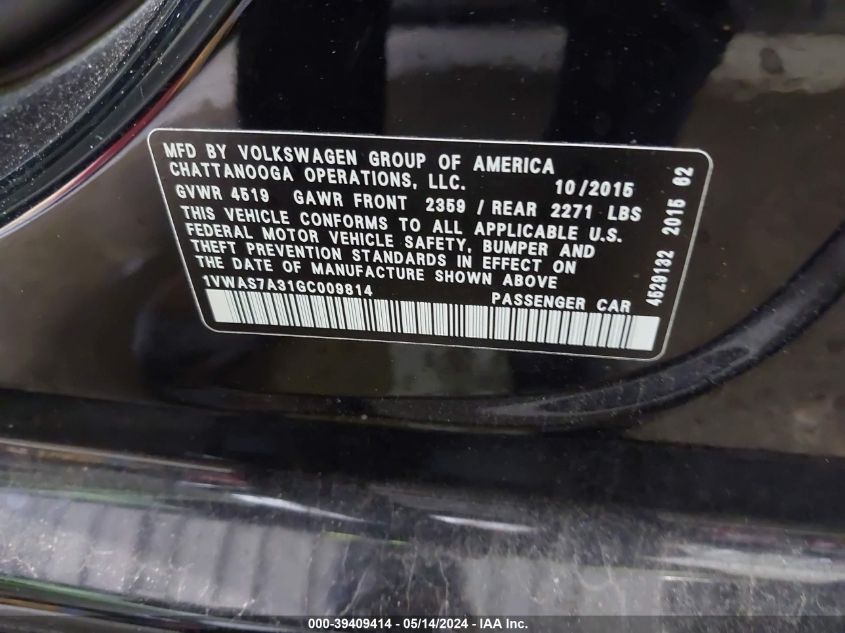 MFD BY VOLKSWAGEN GROUP OF AMERICA
CHATTANOOGA OPERATIONS, LLC. 10/2015
GVWR 4519 GAWR FRONT 2359 / REAR 2271 LBS
THIS VEHICLE CONFORMS TO ALL APPLICABLE U.S.
FEDERAL MOTOR VEHICLE SAFETY, BUMPER AND
THEFT PREVENTION STANDARDS IN EFFECT ON
THE DATE OF MANUFACTURE SHOWN ABOVE
1VWAS7A31GC009814 PASSENGER CAR
4529132 2015 62
000-39409414 - 05/14/2024 - IAA Inc.